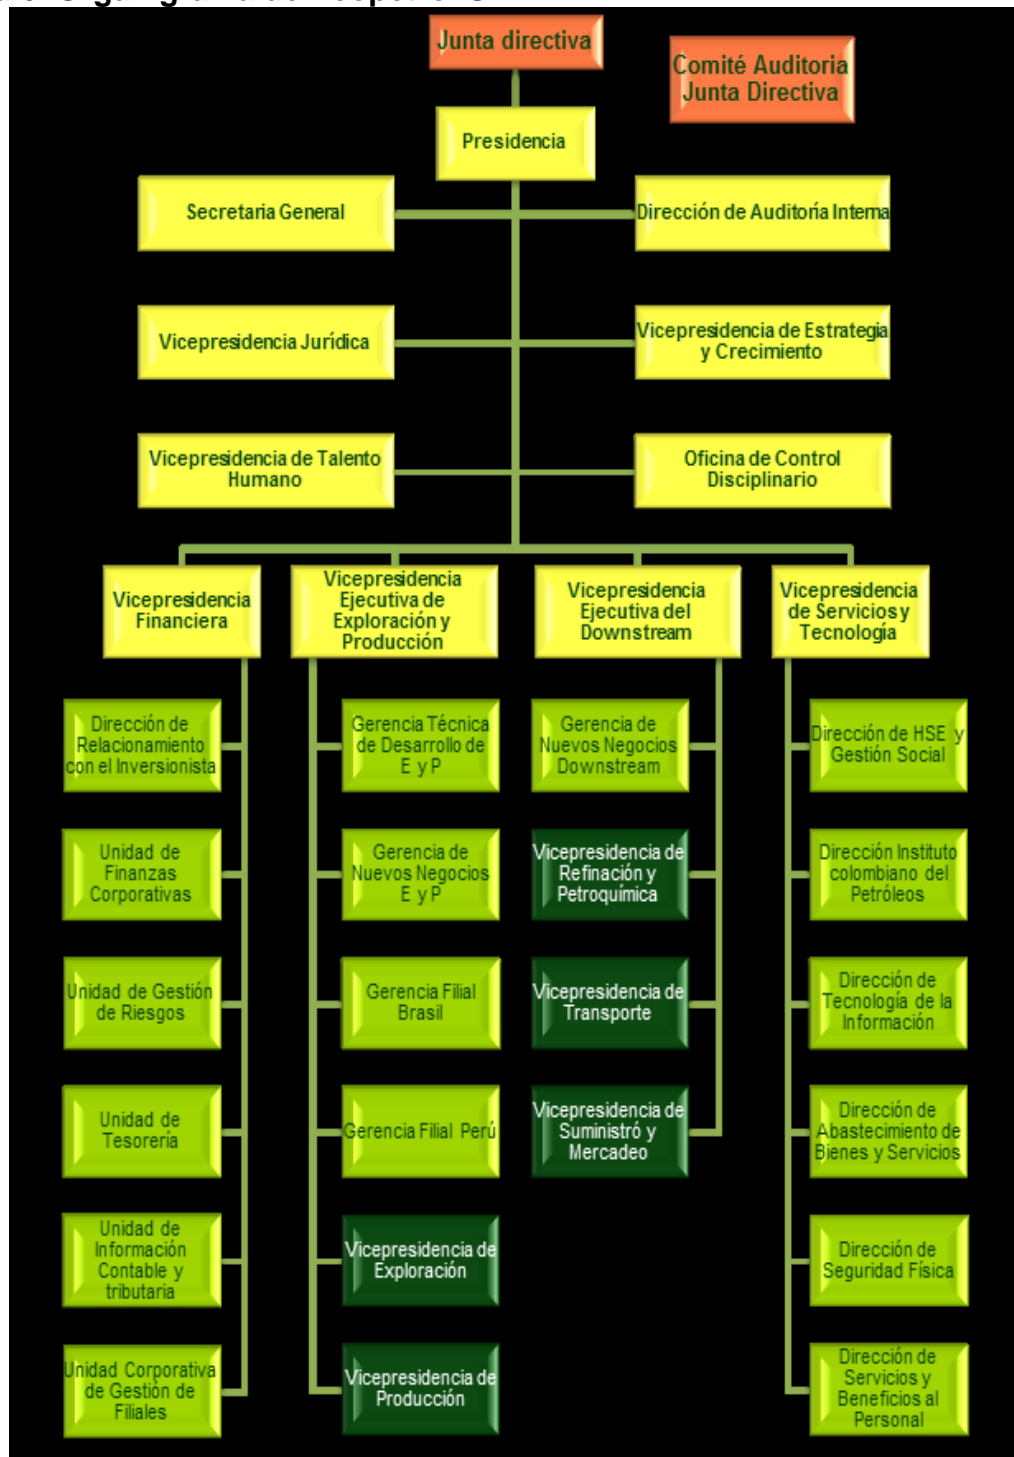 Junta directiva
Comité Auditoria
Junta Directiva
Presidencia
Secretaria General
Dirección de Auditoría Interna
Vicepresidencia Jurídica
Vicepresidencia de Estrategia
y Crecimiento
Vicepresidencia de Talento
Humano
Oficina de Control
Disciplinario
Vicepresidencia
Financiera
Vicepresidencia
Ejecutiva de
Exploración y
Producción
Vicepresidencia
Ejecutiva del
Downstream
Vicepresidencia
de Servicios y
Tecnología
Dirección de
Relacionamiento
con el Inversionista
Gerencia Técnica
de Desarrollo de
E y P
Gerencia de
Nuevos Negocios
Downstream
Dirección de HSE y
Gestión Social
Unidad de
Finanzas
Corporativas
Gerencia de
Nuevos Negocios
E y P
Vicepresidencia de
Refinación y
Petroquímica
Dirección Instituto
colombiano del
Petróleos
Unidad de Gestión
de Riesgos
Gerencia Filial
Brasil
Vicepresidencia de
Transporte
Dirección de
Tecnología de la
Información
Unidad de
Tesorería
Gerencia Filial Perú
Vicepresidencia de
Suministró y
Mercadeo
Dirección de
Abastecimiento de
Bienes y Servicios
Unidad de
Información
Contable y
tributaria
Vicepresidencia de
Exploración
Dirección de
Seguridad Física
Unidad Corporativa
de Gestión de
Filiales
Vicepresidencia de
Producción
Dirección de
Servicios y
Beneficios al
Personal